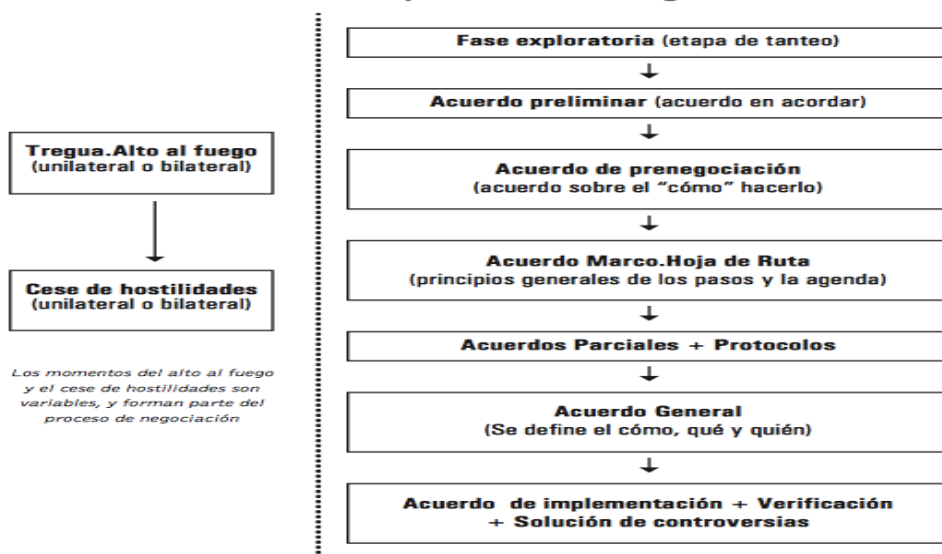 Tregua.Alto al fuego
(unilateral o bilateral)
Cese de hostilidades
(unilateral o bilateral)
Los momentos del alto al fuego
y el cese de hostilidades son
variables, y forman parte del
proceso de negociación
Fase exploratoria (etapa de tanteo)
Acuerdo preliminar (acuerdo en acordar)
Acuerdo de prenegociación
(acuerdo sobre el “cómo” hacerlo)
Acuerdo Marco.Hoja de Ruta
(principios generales de los pasos y la agenda)
Acuerdos Parciales + Protocolos
Acuerdo General
(Se define el cómo, qué y quién)
Acuerdo de implementación + Verificación
+ Solución de controversias